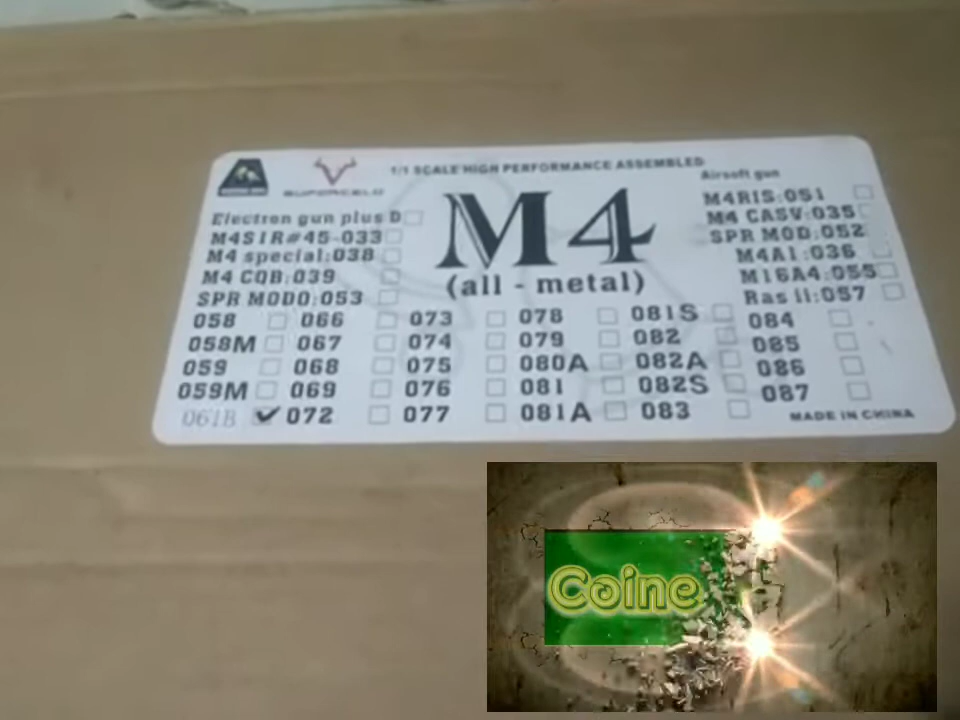 1/1 SCALE HIGH PERFORMANCE ASSEMBLED
Airsoft gun
M4
(all - metal)
Electron gun plus D
M4SIR#45-033
M4 special:038
M4 CQB:039
SPR MOD0:053
M4RIS:051
M4 CASV:035
SPR MOD:052
M4A1:036
M16A4:055
Ras ii:057
058 066 073 078 081S 084
058M 067 074 079 082 085
059 068 075 080A 082A 086
059M 069 076 081 082S 087
061B 072 077 081A 083
MADE IN CHINA
Coine